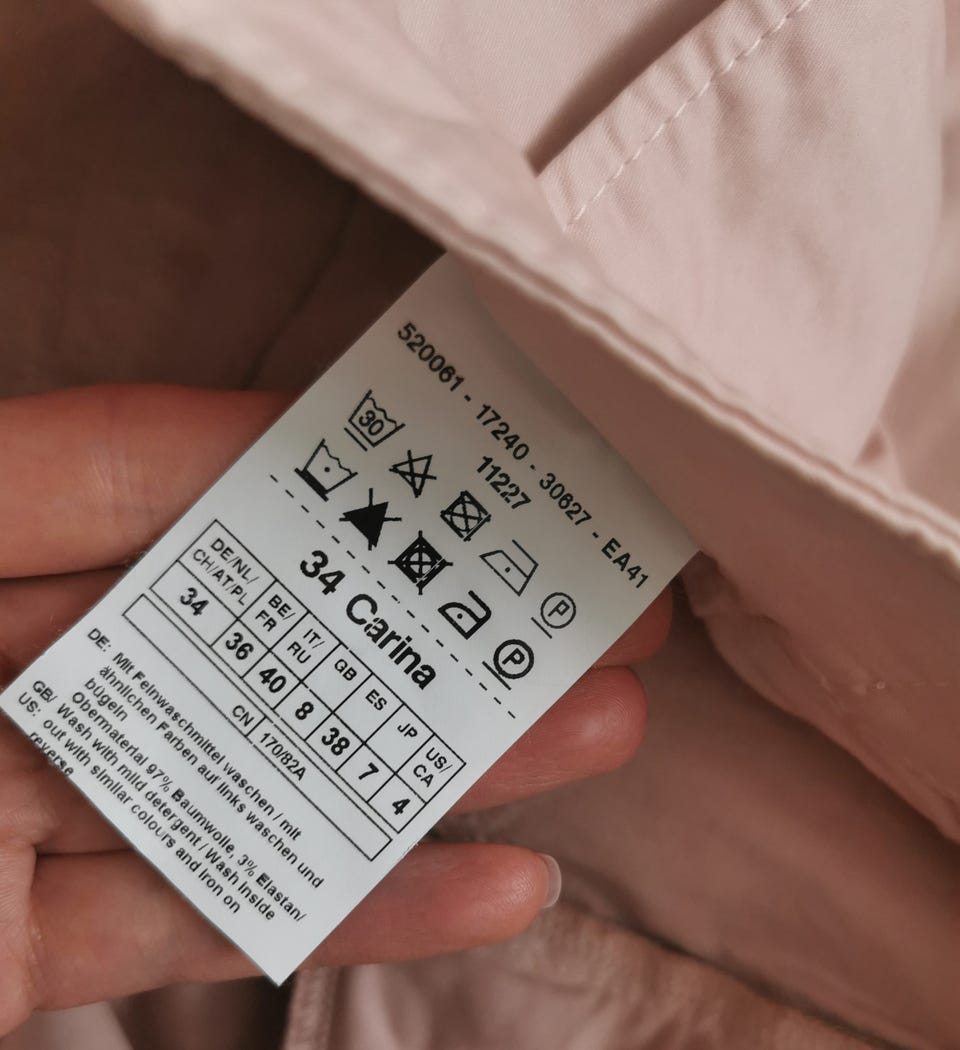 520061 - 17240 - 30627 - EA41
11227
30
P
P
34 Carina
DE/NL/ CH/AT/PL BE/ FR IT/ RU GB ES JP US/ CA
34 36 40 8 38 7 4
CN 170/82A
DE: Mit Feinwaschmittel waschen / mit
ähnlichen Farben auf links waschen und
bügeln
Obermaterial 97% Baumwolle, 3% Elastan/
GB/ Wash with mild detergent / Wash inside
US: out with similar colours and iron on
reverse